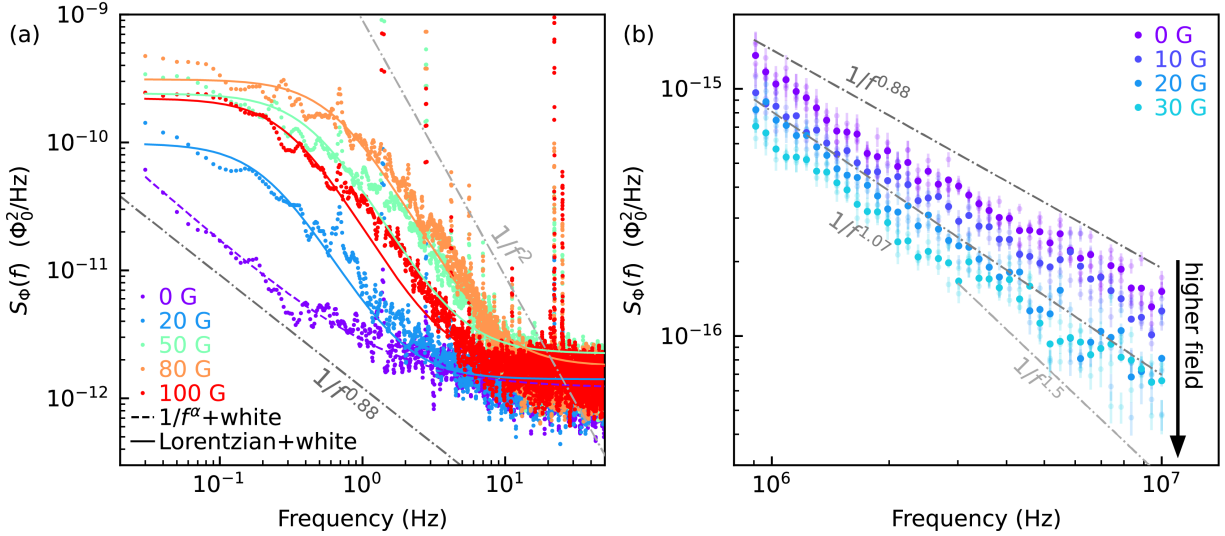 (a)
10⁻⁹
10⁻¹⁰
10⁻¹¹
10⁻¹²
S_Φ(f) (Φ₀²/Hz)
1/f²
0 G
20 G
50 G
80 G
100 G
1/f^α+white
Lorentzian+white
1/f^0.88
10⁻¹
10⁰
10¹
Frequency (Hz)
(b)
10⁻¹⁵
10⁻¹⁶
S_Φ(f) (Φ₀²/Hz)
0 G
10 G
20 G
30 G
1/f^0.88
1/f^1.07
1/f^1.5
higher field
10⁶
10⁷
Frequency (Hz)